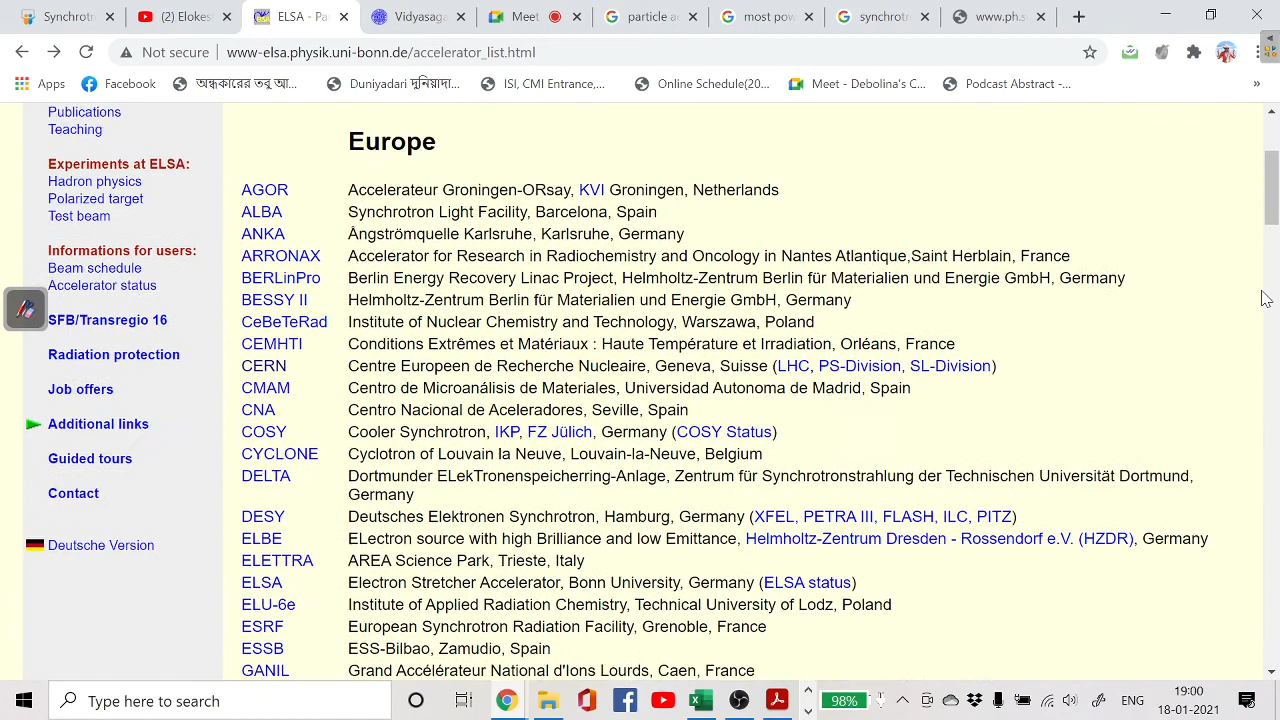 Synchrotro
2) Elokes
ELSA - Pa
Vidyasaga
Meet
particle a
most pow
synchrot
www.ph.s
Not secure
www-elsa.physik.uni-bonn.de/accelerator_list.html
Apps
Facebook
অন্ধকারের তবু আ...
Duniyadari দুনিয়াদা...
ISI, CMI Entrance,...
Online Schedule(20...
Meet - Debolina's C...
Podcast Abstract -...
»
Publications
Teaching
Experiments at ELSA:
Hadron physics
Polarized target
Test beam
Informations for users:
Beam schedule
Accelerator status
SFB/Transregio 16
Radiation protection
Job offers
Additional links
Guided tours
Contact
Deutsche Version
Europe
AGOR Accelerateur Groningen-ORsay, KVI Groningen, Netherlands
ALBA Synchrotron Light Facility, Barcelona, Spain
ANKA Ångströmquelle Karlsruhe, Karlsruhe, Germany
ARRONAX Accelerator for Research in Radiochemistry and Oncology in Nantes Atlantique,Saint Herblain, France
BERLinPro Berlin Energy Recovery Linac Project, Helmholtz-Zentrum Berlin für Materialien und Energie GmbH, Germany
BESSY II Helmholtz-Zentrum Berlin für Materialien und Energie GmbH, Germany
CeBeTeRad Institute of Nuclear Chemistry and Technology, Warszawa, Poland
CEMHTI Conditions Extrêmes et Matériaux : Haute Température et Irradiation, Orléans, France
CERN Centre Europeen de Recherche Nucleaire, Geneva, Suisse (LHC, PS-Division, SL-Division)
CMAM Centro de Microanálisis de Materiales, Universidad Autonoma de Madrid, Spain
CNA Centro Nacional de Aceleradores, Seville, Spain
COSY Cooler Synchrotron, IKP, FZ Jülich, Germany (COSY Status)
CYCLONE Cyclotron of Louvain la Neuve, Louvain-la-Neuve, Belgium
DELTA Dortmunder ELekTronenspeicherring-Anlage, Zentrum für Synchrotronstrahlung der Technischen Universität Dortmund,
Germany
DESY Deutsches Elektronen Synchrotron, Hamburg, Germany (XFEL, PETRA III, FLASH, ILC, PITZ)
ELBE ELectron source with high Brilliance and low Emittance, Helmholtz-Zentrum Dresden - Rossendorf e.V. (HZDR), Germany
ELETTRA AREA Science Park, Trieste, Italy
ELSA Electron Stretcher Accelerator, Bonn University, Germany (ELSA status)
ELU-6e Institute of Applied Radiation Chemistry, Technical University of Lodz, Poland
ESRF European Synchrotron Radiation Facility, Grenoble, France
ESSB ESS-Bilbao, Zamudio, Spain
GANIL Grand Accélérateur National d'Ions Lourds, Caen, France
Type here to search
98%
ENG
19:00
18-01-2021